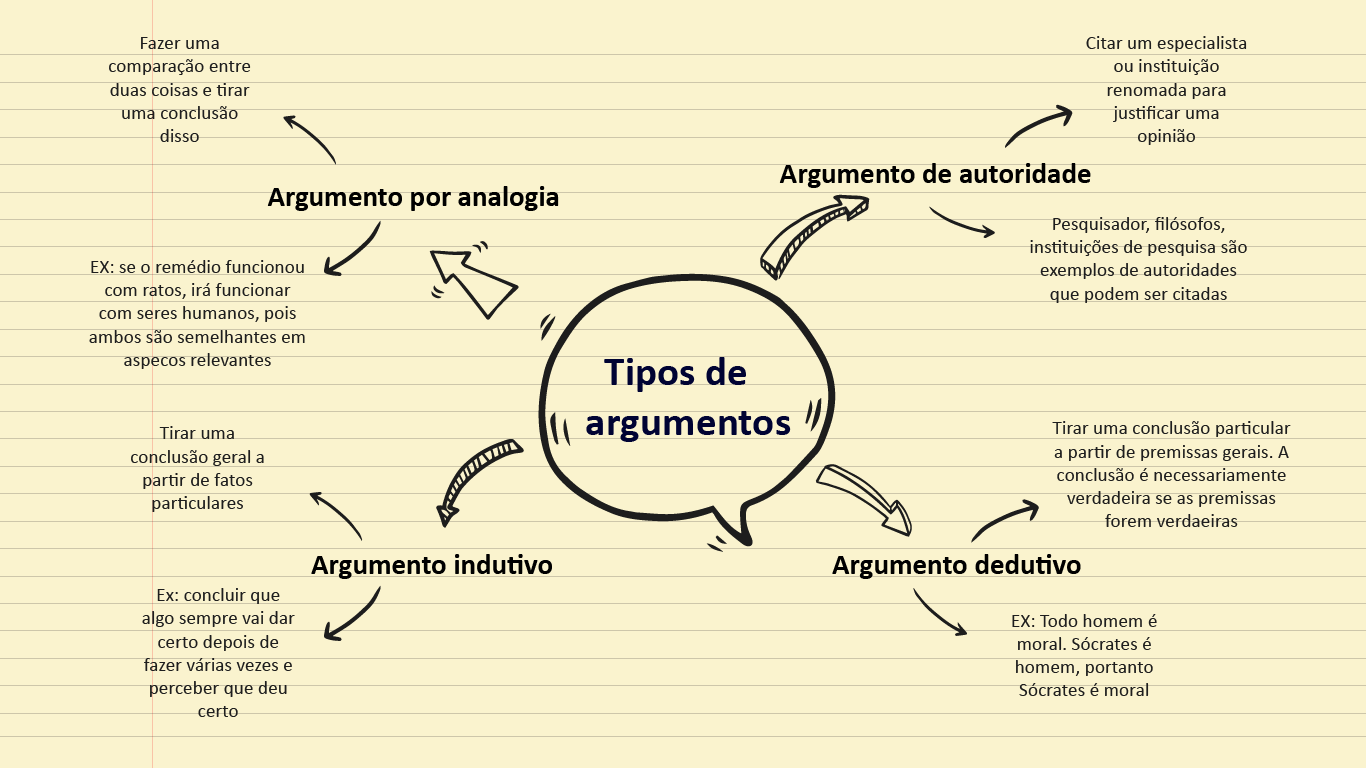 Fazer uma
comparação entre
duas coisas e tirar
uma conclusão
disso
Argumento por analogia
EX: se o remédio funcionou
com ratos, irá funcionar
com seres humanos, pois
ambos são semelhantes em
aspecos relevantes
Citar um especialista
ou instituição
renomada para
justificar uma
opinião
Argumento de autoridade
Pesquisador, filósofos,
instituições de pesquisa são
exemplos de autoridades
que podem ser citadas
Tipos de
argumentos
Tirar uma
conclusão geral a
partir de fatos
particulares
Argumento indutivo
Ex: concluir que
algo sempre vai dar
certo depois de
fazer várias vezes e
perceber que deu
certo
Tirar uma conclusão particular
a partir de premissas gerais. A
conclusão é necessariamente
verdadeira se as premissas
forem verdaeiras
Argumento dedutivo
EX: Todo homem é
moral. Sócrates é
homem, portanto
Sócrates é moral